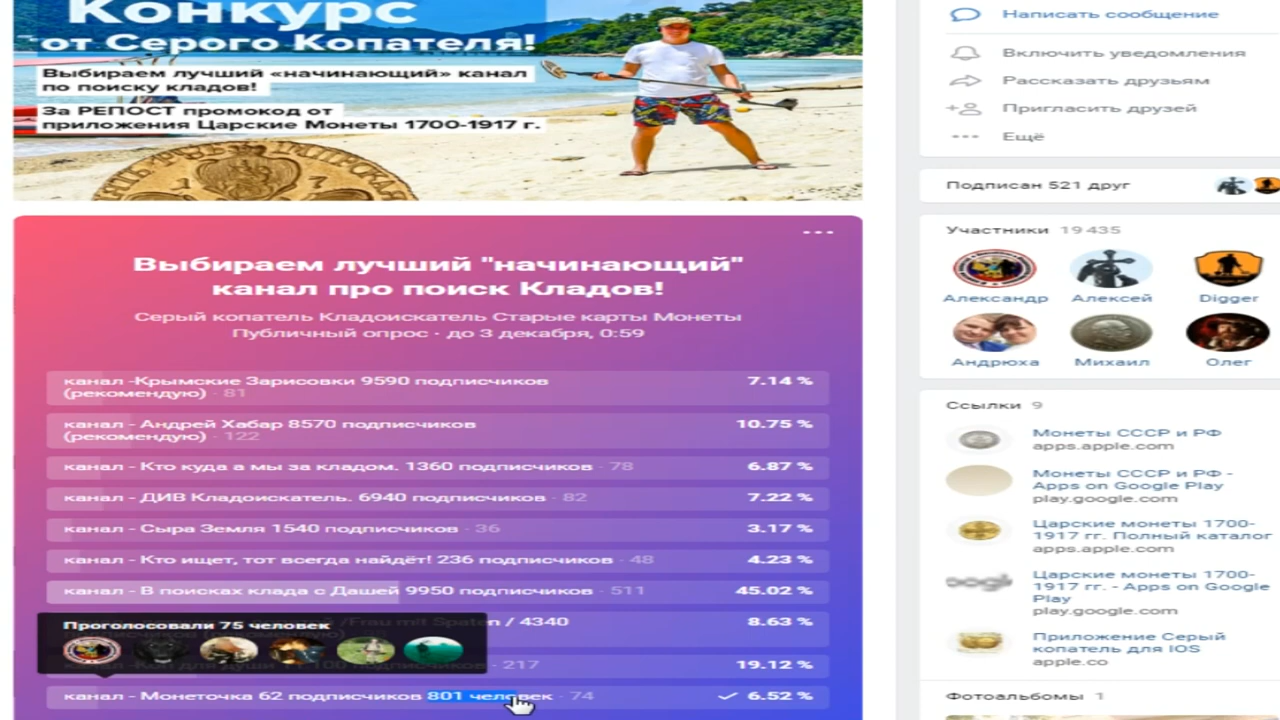 Конкурс
от Серого Копателя!
Выбираем лучший «начинающий» канал
по поиску кладов!
За РЕПОСТ промокод от
приложения Царские Монеты 1700-1917 г.
Выбираем лучший "начинающий"
канал про поиск Кладов!
Серый копатель Кладоискатель Старые карты Монеты
Публичный опрос · до 3 декабря, 0:59
канал -Крымские Зарисовки 9590 подписчиков
(рекомендую) · 81
7.14 %
канал - Андрей Хабар 8570 подписчиков
(рекомендую) · 122
10.75 %
канал - Кто куда а мы за кладом. 1360 подписчиков · 78
6.87 %
канал - ДИВ Кладоискатель. 6940 подписчиков · 82
7.22 %
канал - Сыра Земля 1540 подписчиков · 36
3.17 %
канал - Кто ищет, тот всегда найдёт! 236 подписчиков · 48
4.23 %
канал - В поисках клада с Дашей 9950 подписчиков · 511
45.02 %
Проголосовали 75 человек
/Frau mit Spaten / 4340
8.63 %
· 217
19.12 %
канал - Монеточка 62 подписчиков 801 человек · 74
6.52 %
Написать сообщение
Включить уведомления
Рассказать друзьям
Пригласить друзей
Ещё
Подписан 521 друг
Участники 19 435
Александр Алексей Digger
Андрюха Михаил Олег
Ссылки 9
Монеты СССР и РФ
apps.apple.com
Монеты СССР и РФ -
Apps on Google Play
play.google.com
Царские монеты 1700-
1917 гг. Полный каталог
apps.apple.com
Царские монеты 1700-
1917 гг. - Apps on Google
Play
play.google.com
Приложение Серый
копатель для IOS
apple.co
Фотоальбомы 1